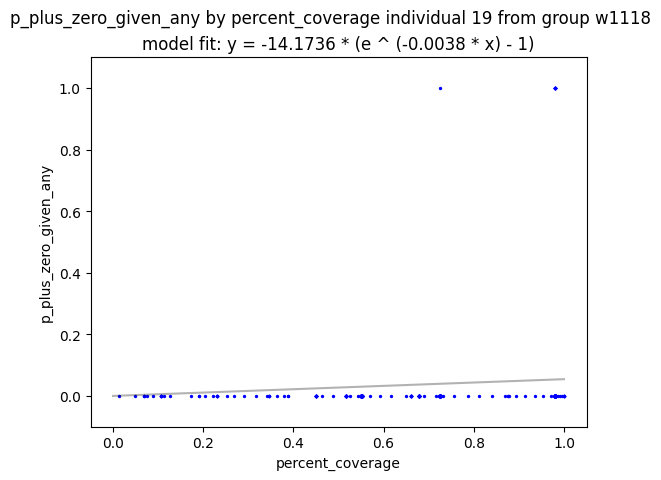 p_plus_zero_given_any by percent_coverage individual 19 from group w1118
model fit: y = -14.1736 * (e ^ (-0.0038 * x) - 1)
1.0
0.8
0.6
0.4
0.2
0.0
p_plus_zero_given_any
0.0 0.2 0.4 0.6 0.8 1.0
percent_coverage